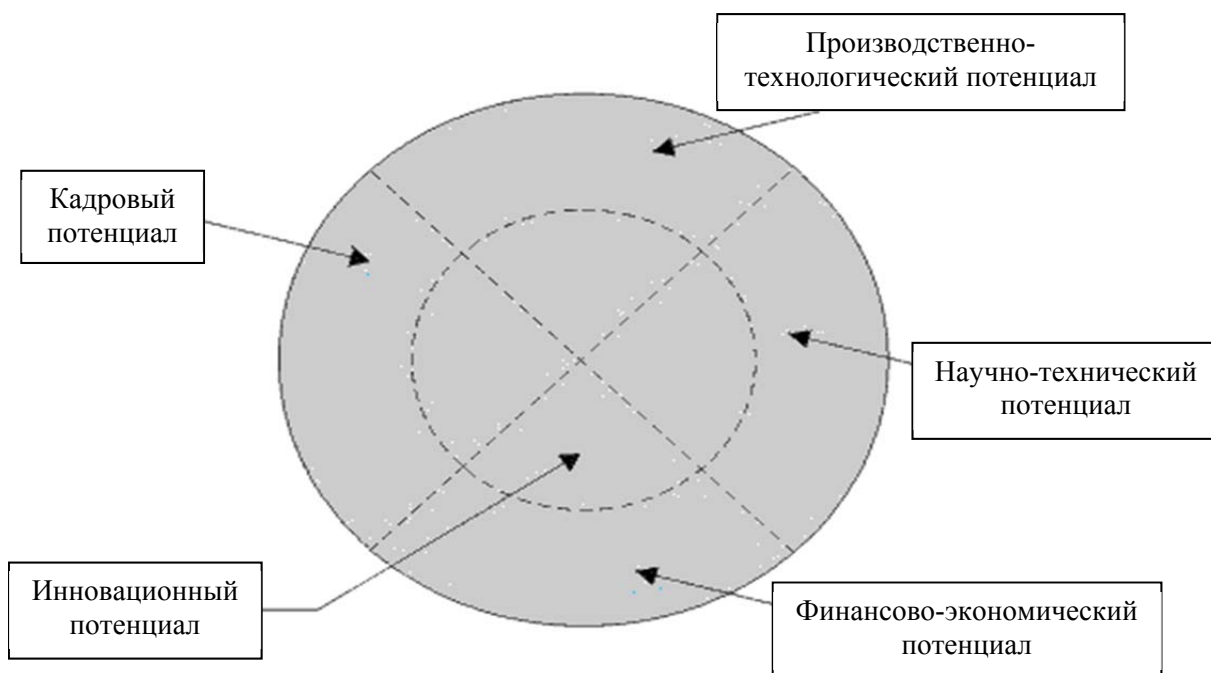 Производственно-
технологический потенциал
Кадровый
потенциал
Научно-технический
потенциал
Инновационный
потенциал
Финансово-экономический
потенциал